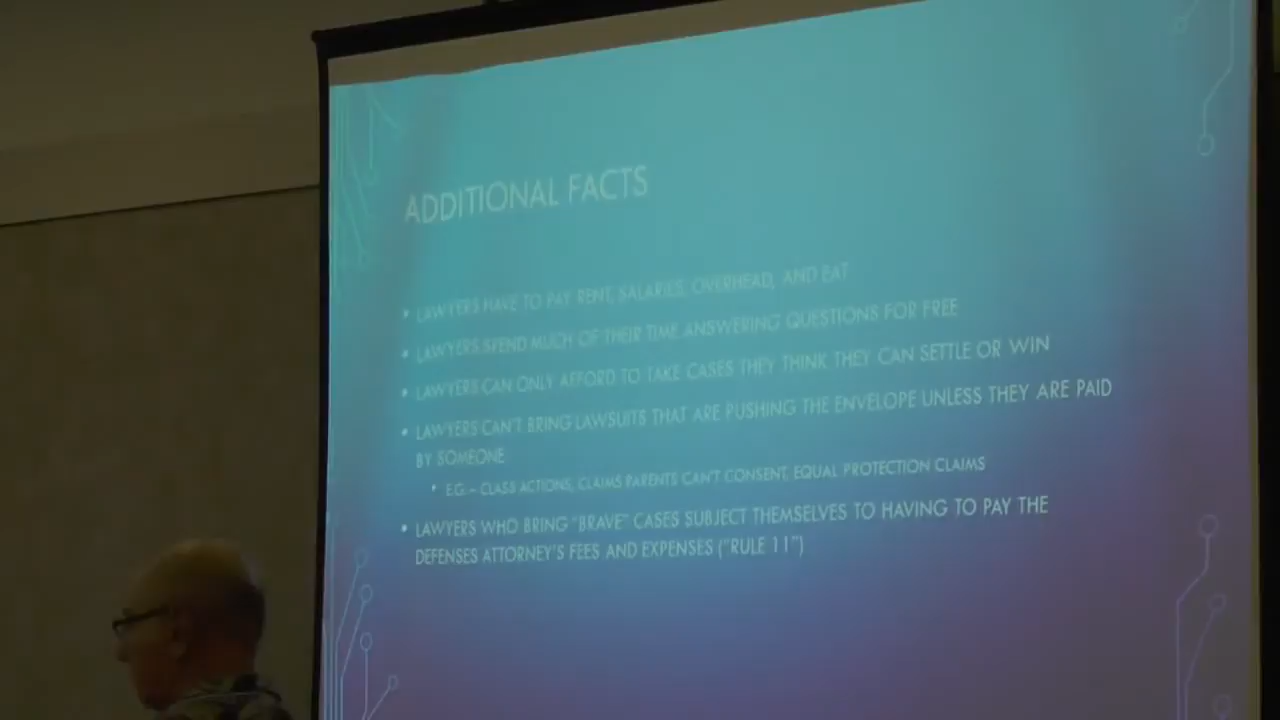 ADDITIONAL FACTS
• LAWYERS HAVE TO PAY RENT, SALARIES, OVERHEAD, AND EAT
• LAWYERS SPEND MUCH OF THEIR TIME ANSWERING QUESTIONS FOR FREE
• LAWYERS CAN ONLY AFFORD TO TAKE CASES THEY THINK THEY CAN SETTLE OR WIN
• LAWYERS CAN'T BRING LAWSUITS THAT ARE PUSHING THE ENVELOPE UNLESS THEY ARE PAID
BY SOMEONE
• E.G. – CLASS ACTIONS, CLAIMS PARENTS CAN'T CONSENT, EQUAL PROTECTION CLAIMS
• LAWYERS WHO BRING "BRAVE" CASES SUBJECT THEMSELVES TO HAVING TO PAY THE
DEFENSES ATTORNEY'S FEES AND EXPENSES ("RULE 11")